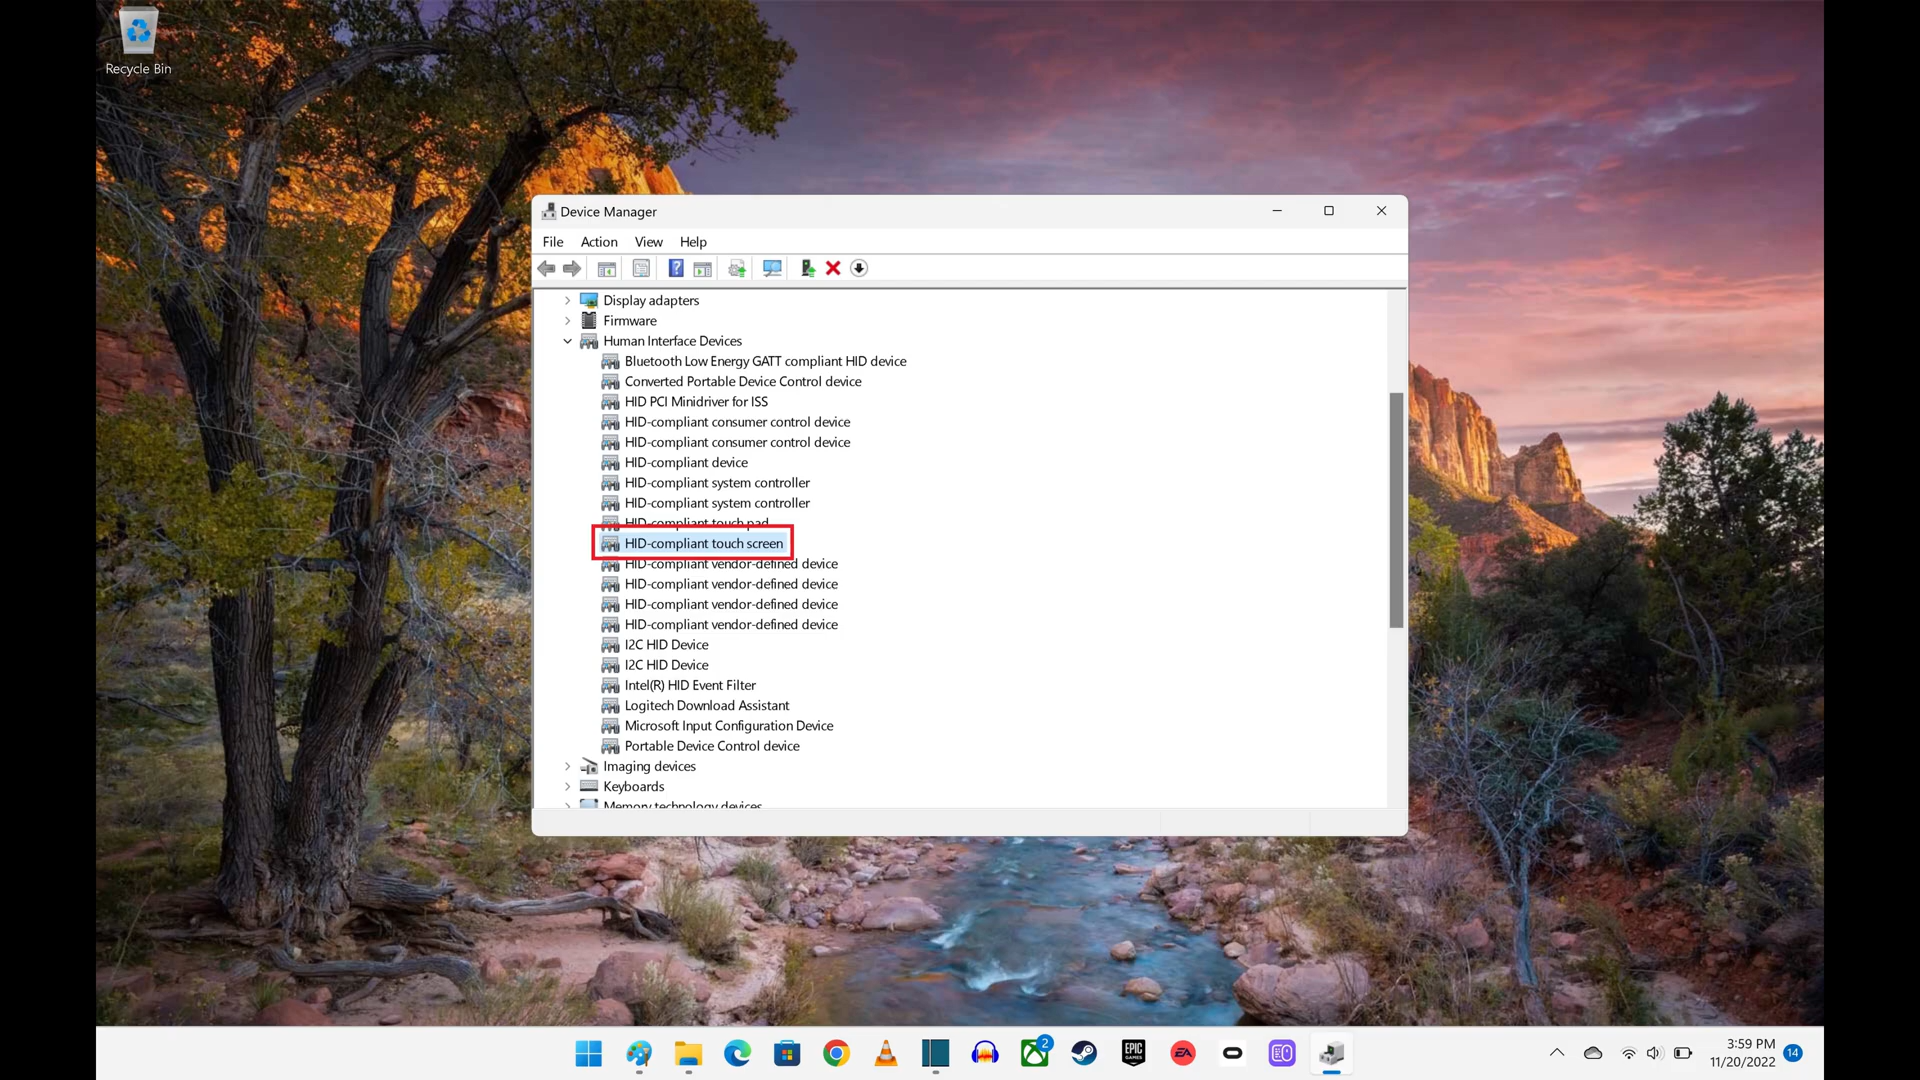 Recycle Bin
Device Manager
File Action View Help
Display adapters
Firmware
Human Interface Devices
Bluetooth Low Energy GATT compliant HID device
Converted Portable Device Control device
HID PCI Minidriver for ISS
HID-compliant consumer control device
HID-compliant consumer control device
HID-compliant device
HID-compliant system controller
HID-compliant system controller
HID-compliant touch pad
HID-compliant touch screen
HID-compliant vendor-defined device
HID-compliant vendor-defined device
HID-compliant vendor-defined device
HID-compliant vendor-defined device
I2C HID Device
I2C HID Device
Intel(R) HID Event Filter
Logitech Download Assistant
Microsoft Input Configuration Device
Portable Device Control device
Imaging devices
Keyboards
Memory technology devices
2
EPIC
GAMES
EA
3:59 PM
11/20/2022
14